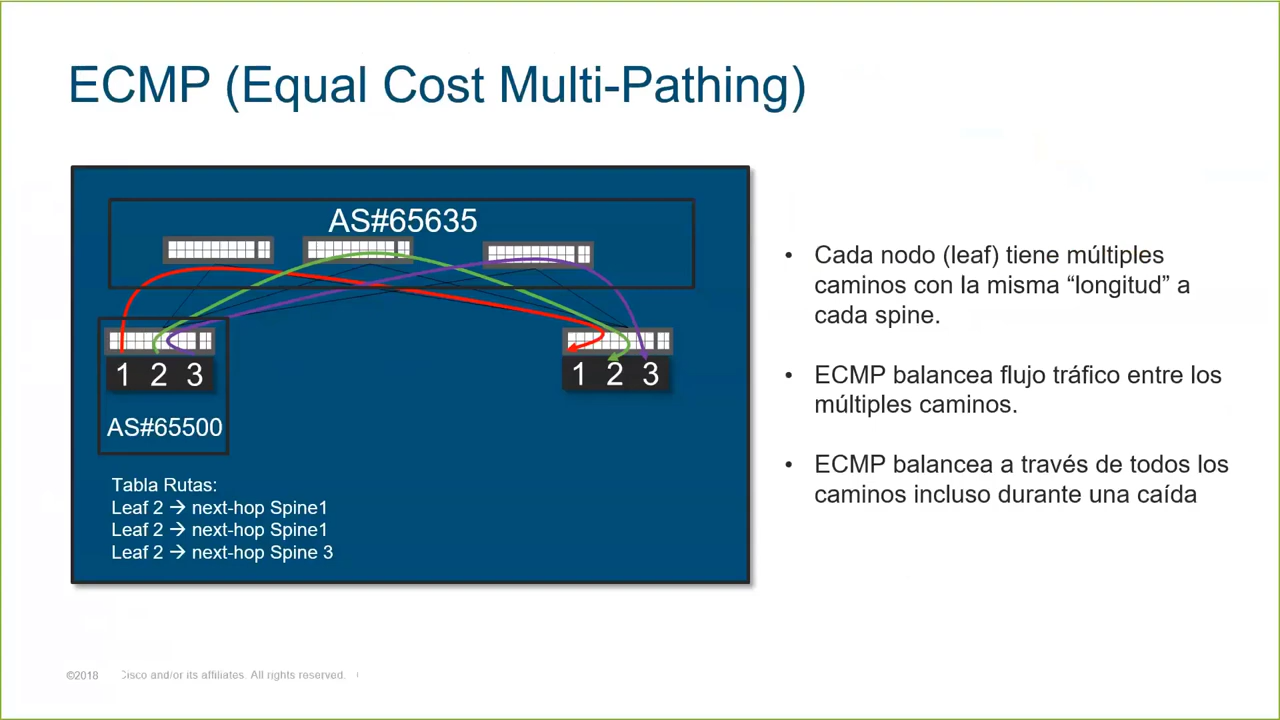 ECMP (Equal Cost Multi-Pathing)
AS#65635
1 2 3
1 2 3
AS#65500
Tabla Rutas:
Leaf 2 → next-hop Spine1
Leaf 2 → next-hop Spine1
Leaf 2 → next-hop Spine 3
• Cada nodo (leaf) tiene múltiples
caminos con la misma “longitud” a
cada spine.
• ECMP balancea flujo tráfico entre los
múltiples caminos.
• ECMP balancea a través de todos los
caminos incluso durante una caída
©2018 Cisco and/or its affiliates. All rights reserved.